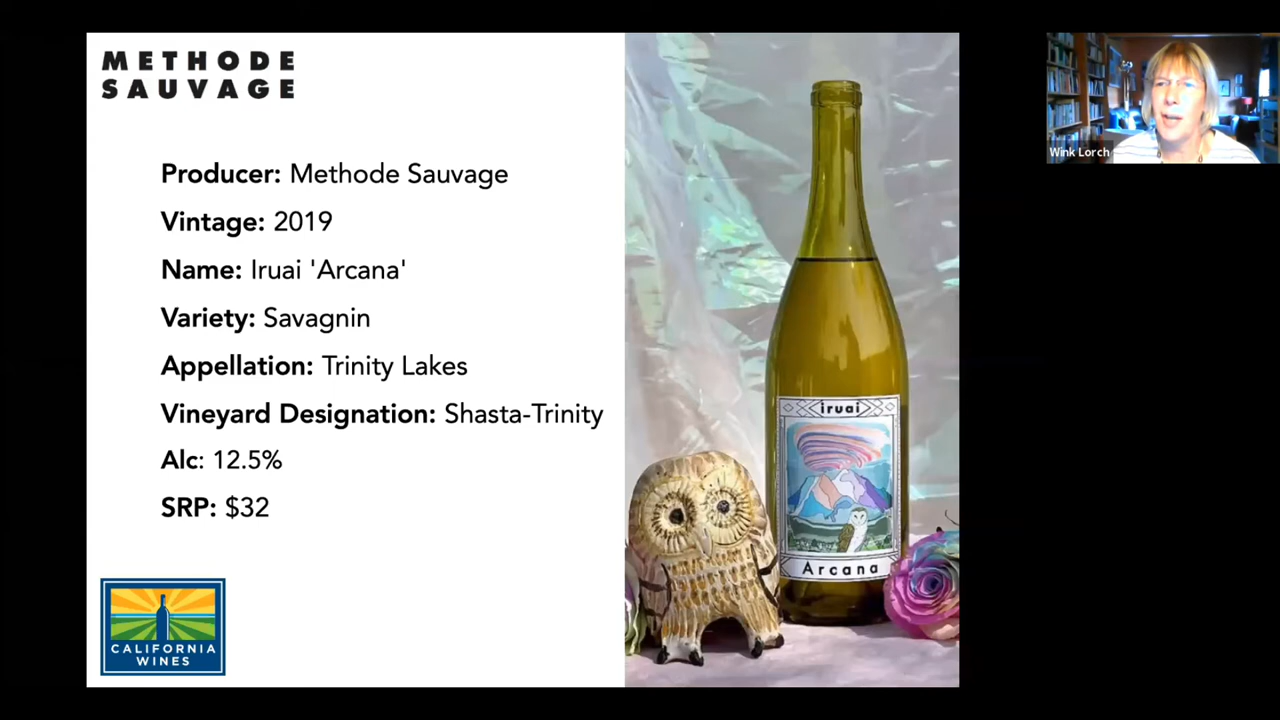 METHODE
SAUVAGE
Producer: Methode Sauvage
Vintage: 2019
Name: Iruai 'Arcana'
Variety: Savagnin
Appellation: Trinity Lakes
Vineyard Designation: Shasta-Trinity
Alc: 12.5%
SRP: $32
CALIFORNIA
WINES
iruai
Arcana
Wink Lorch